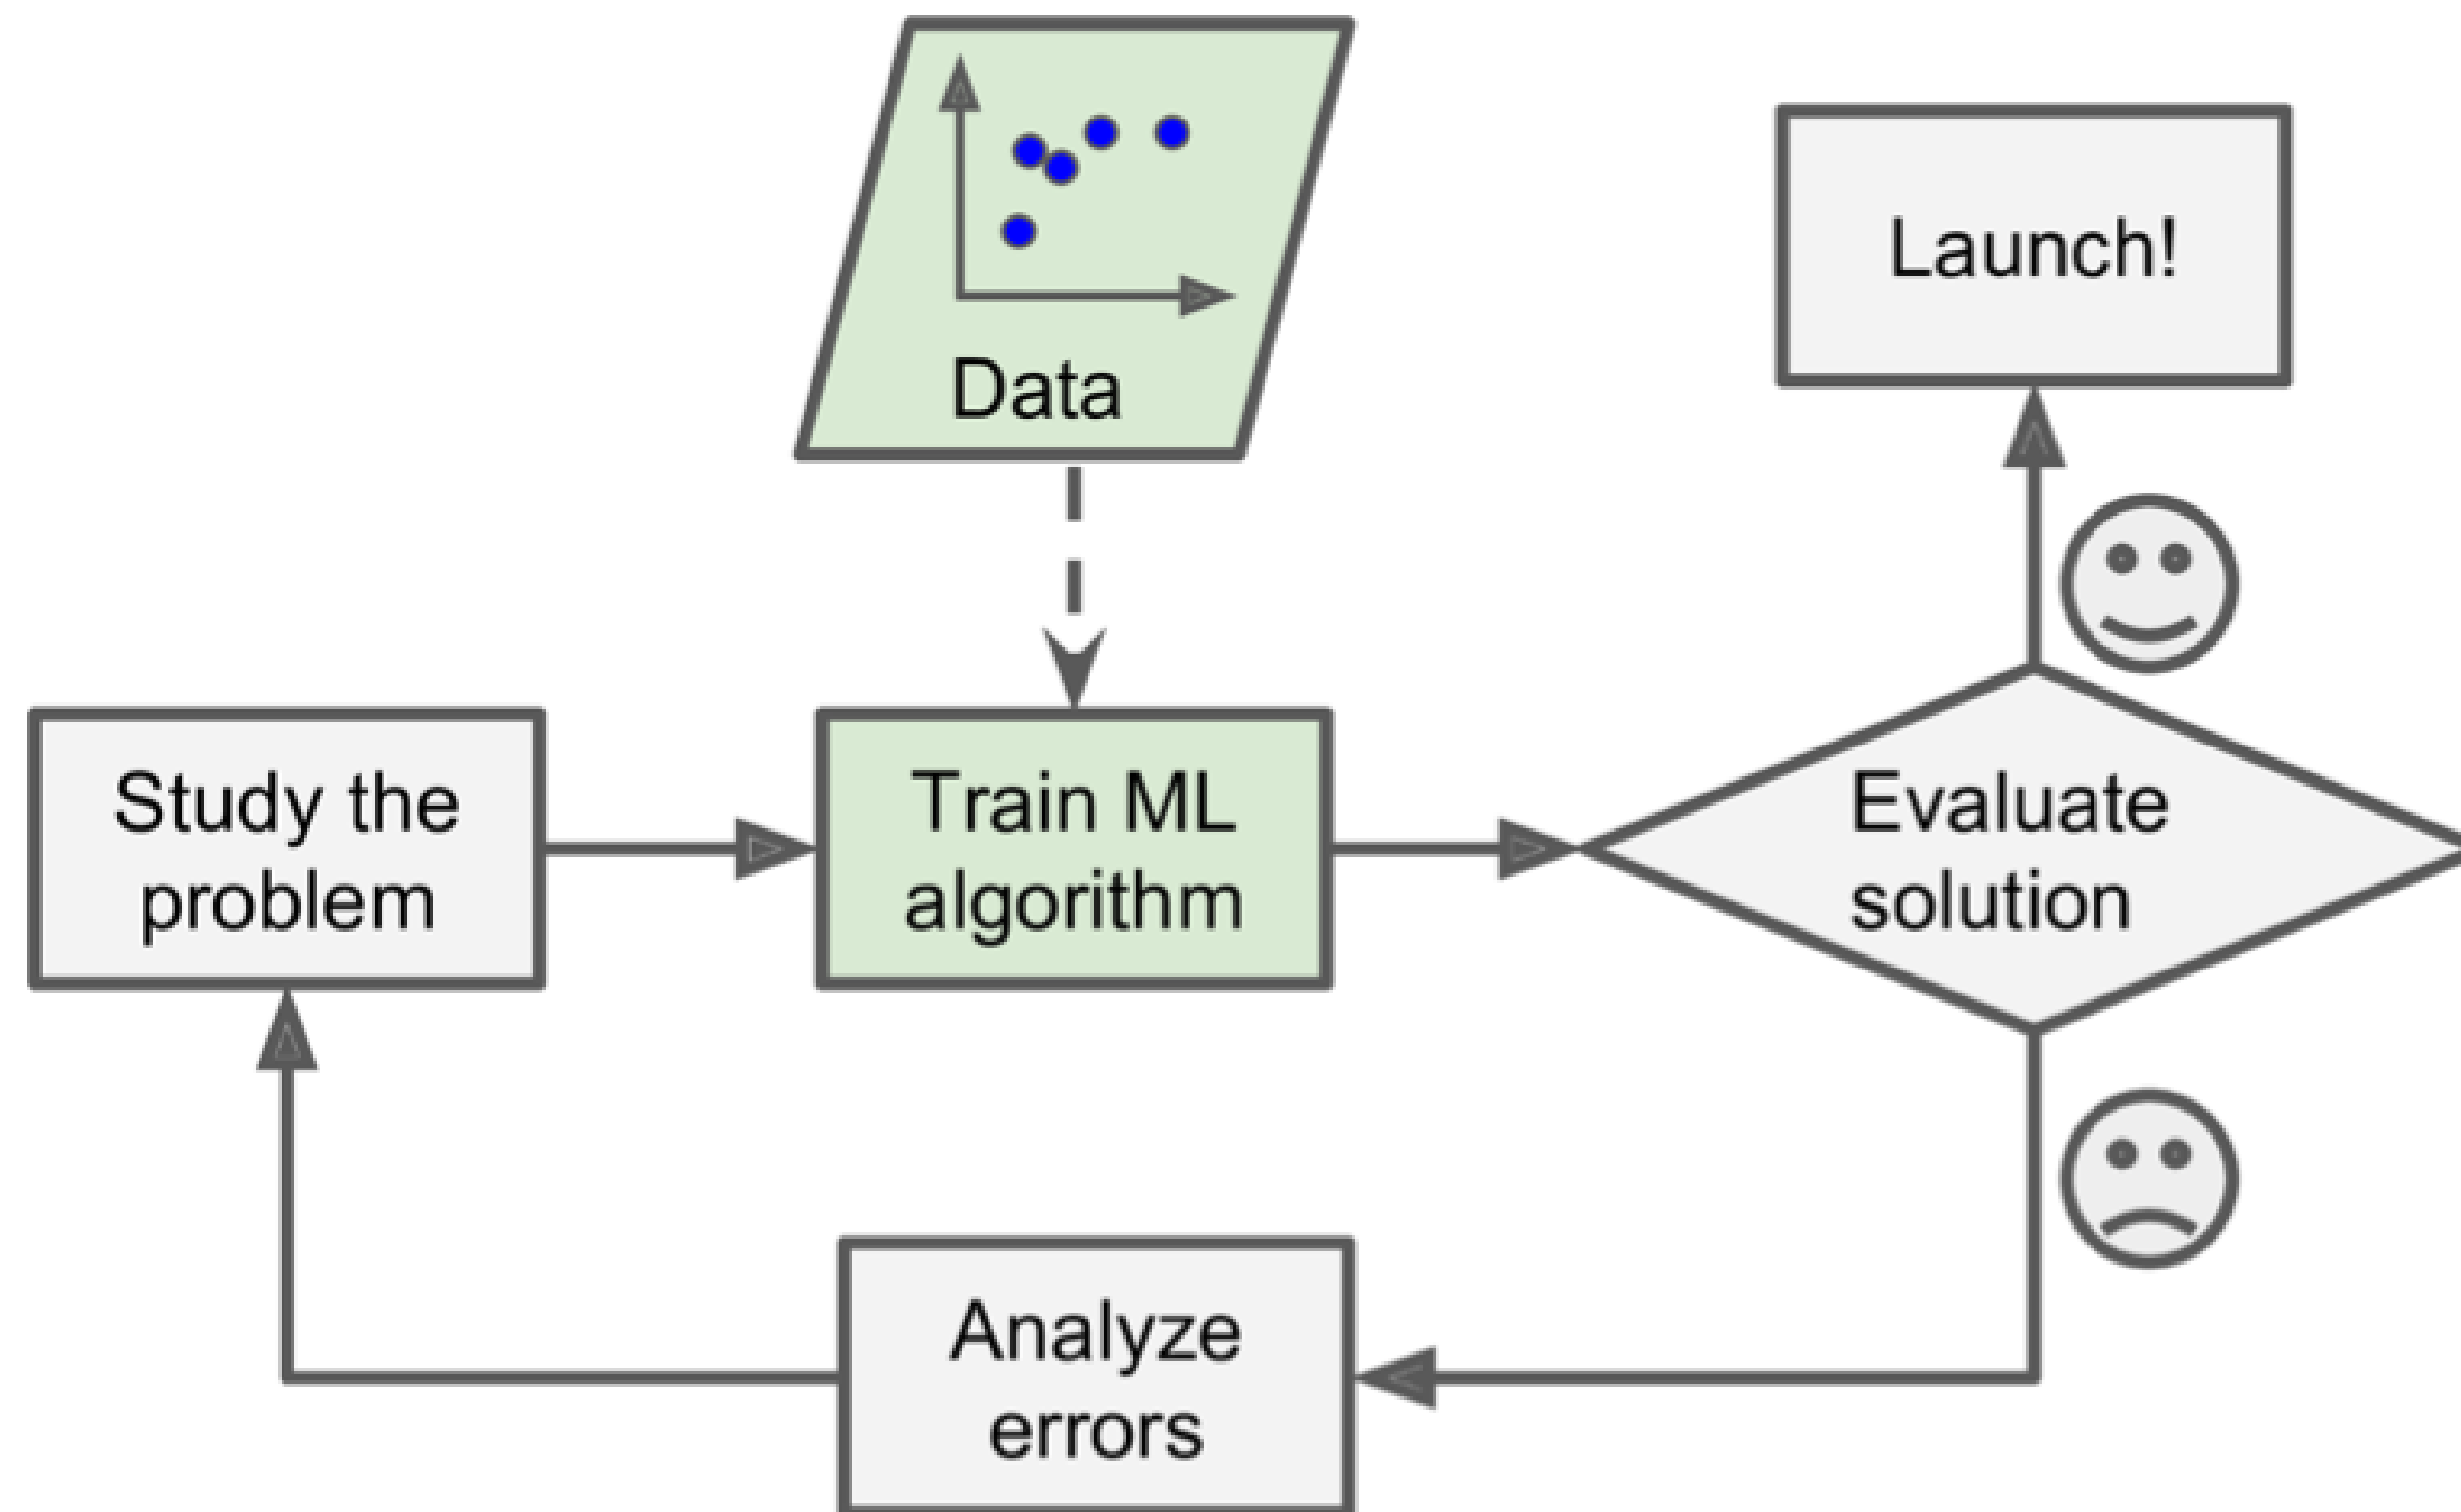 Data
Launch!
Study the
problem
Train ML
algorithm
Evaluate
solution
Analyze
errors